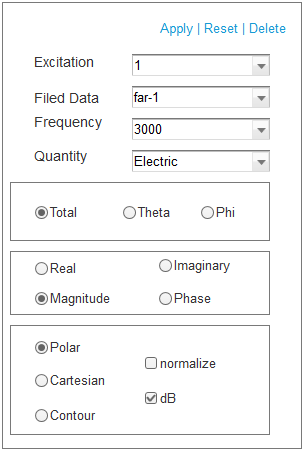 Apply | Reset | Delete
Excitation 1
Filed Data far-1
Frequency 3000
Quantity Electric
Total Theta Phi
Real Imaginary
Magnitude Phase
Polar
normalize
Cartesian
dB
Contour